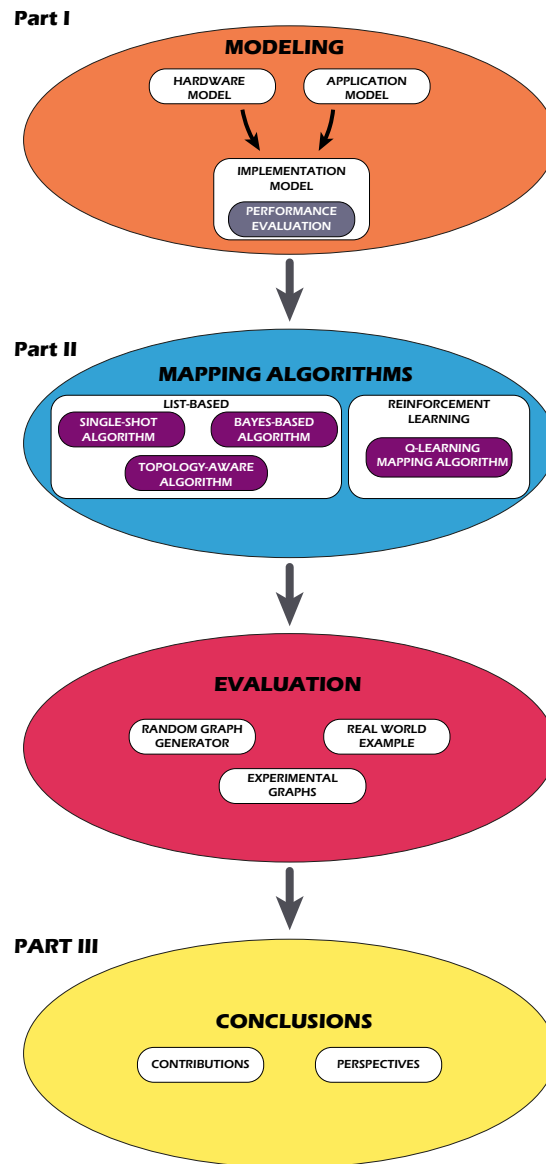 Part I
MODELING
HARDWARE
MODEL
APPLICATION
MODEL
IMPLEMENTATION
MODEL
PERFORMANCE
EVALUATION
Part II
MAPPING ALGORITHMS
LIST-BASED
SINGLE-SHOT
ALGORITHM
BAYES-BASED
ALGORITHM
TOPOLOGY-AWARE
ALGORITHM
REINFORCEMENT
LEARNING
Q-LEARNING
MAPPING ALGORITHM
EVALUATION
RANDOM GRAPH
GENERATOR
REAL WORLD
EXAMPLE
EXPERIMENTAL
GRAPHS
PART III
CONCLUSIONS
CONTRIBUTIONS
PERSPECTIVES